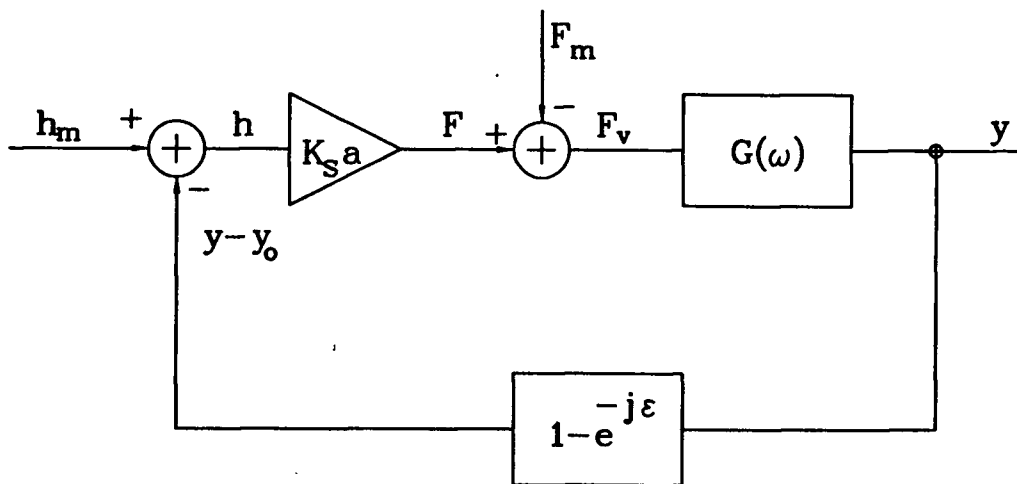 F_m
h_m + h K_s a F + - F_v G(ω) y
-
y-y_o
1-e^{-jε}